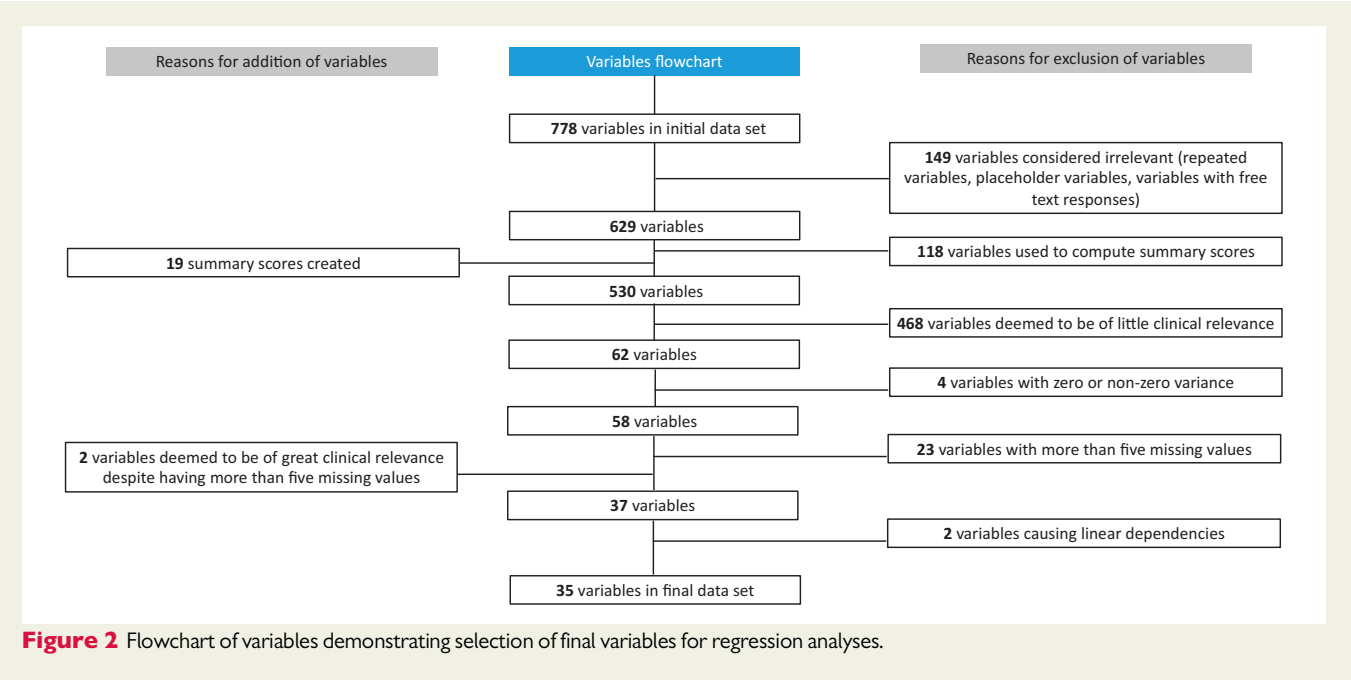 Reasons for addition of variables
Variables flowchart
Reasons for exclusion of variables
778 variables in initial data set
149 variables considered irrelevant (repeated
variables, placeholder variables, variables with free
text responses)
629 variables
118 variables used to compute summary scores
19 summary scores created
530 variables
468 variables deemed to be of little clinical relevance
62 variables
4 variables with zero or non-zero variance
58 variables
23 variables with more than five missing values
2 variables deemed to be of great clinical relevance
despite having more than five missing values
37 variables
2 variables causing linear dependencies
35 variables in final data set
Figure 2 Flowchart of variables demonstrating selection of final variables for regression analyses.